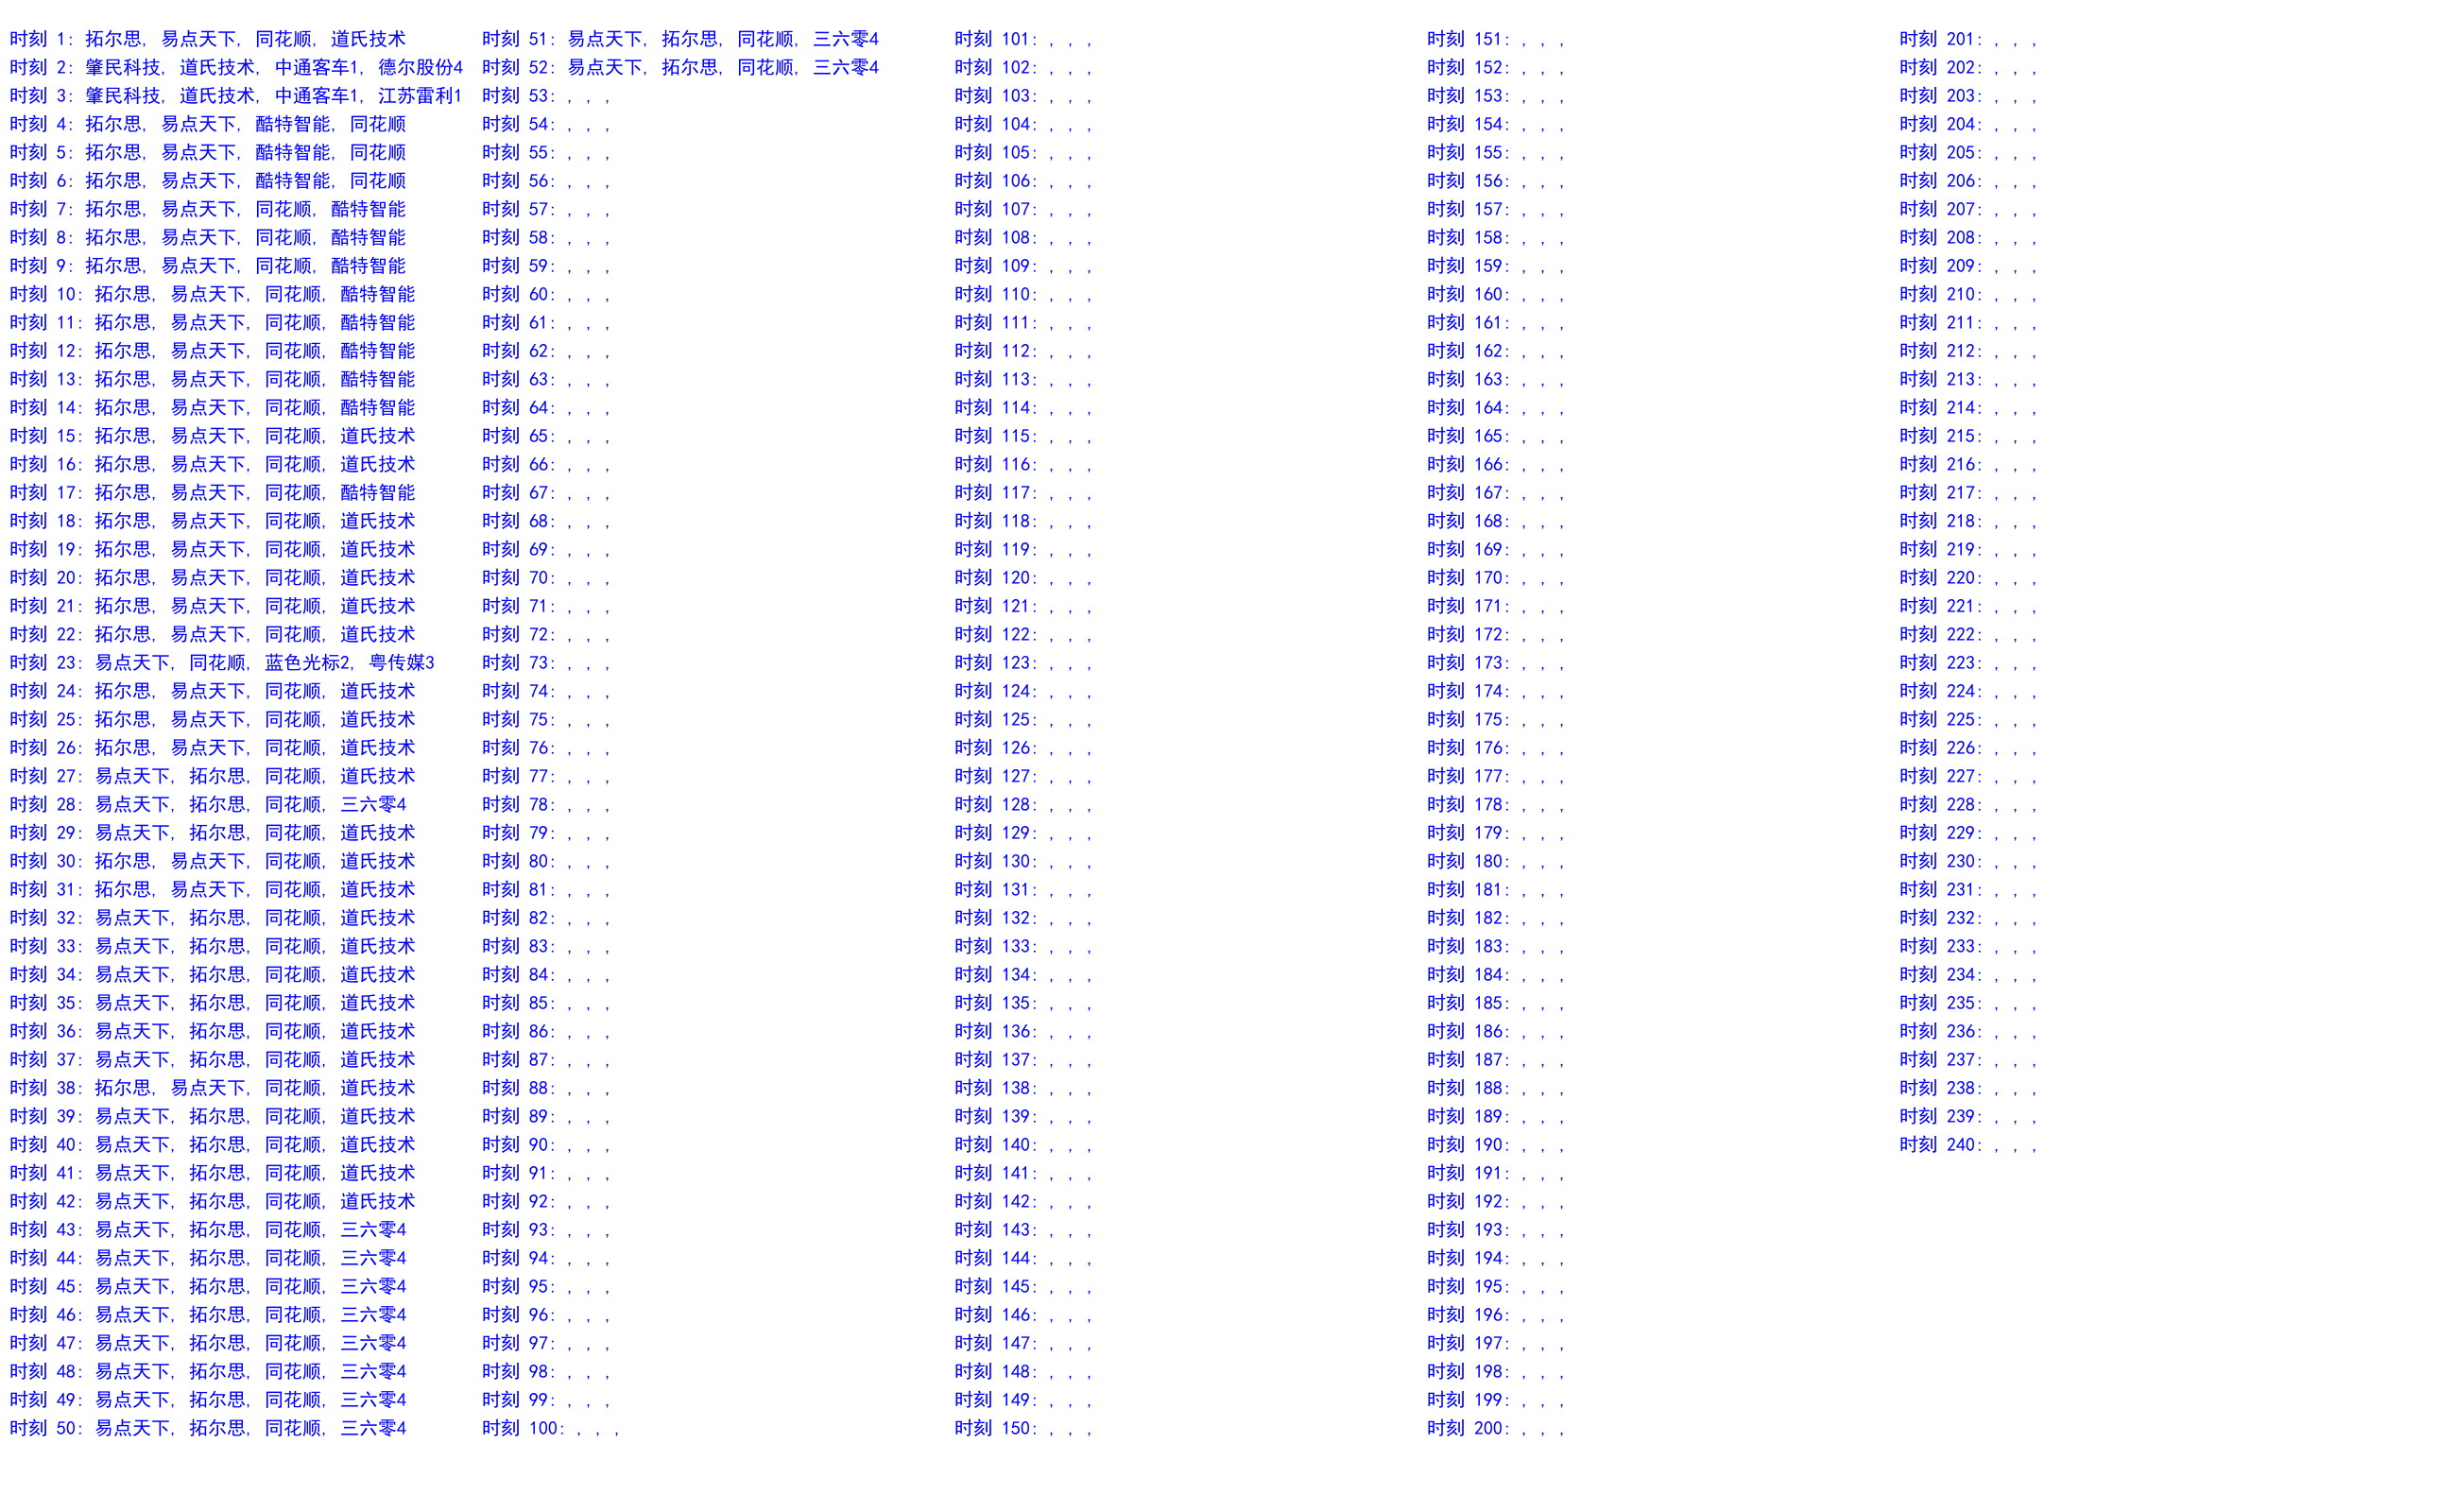 时刻 1: 拓尔思, 易点天下, 同花顺, 道氏技术
时刻 2: 肇民科技, 道氏技术, 中通客车1, 德尔股份4
时刻 3: 肇民科技, 道氏技术, 中通客车1, 江苏雷利1
时刻 4: 拓尔思, 易点天下, 酷特智能, 同花顺
时刻 5: 拓尔思, 易点天下, 酷特智能, 同花顺
时刻 6: 拓尔思, 易点天下, 酷特智能, 同花顺
时刻 7: 拓尔思, 易点天下, 同花顺, 酷特智能
时刻 8: 拓尔思, 易点天下, 同花顺, 酷特智能
时刻 9: 拓尔思, 易点天下, 同花顺, 酷特智能
时刻 10: 拓尔思, 易点天下, 同花顺, 酷特智能
时刻 11: 拓尔思, 易点天下, 同花顺, 酷特智能
时刻 12: 拓尔思, 易点天下, 同花顺, 酷特智能
时刻 13: 拓尔思, 易点天下, 同花顺, 酷特智能
时刻 14: 拓尔思, 易点天下, 同花顺, 酷特智能
时刻 15: 拓尔思, 易点天下, 同花顺, 道氏技术
时刻 16: 拓尔思, 易点天下, 同花顺, 道氏技术
时刻 17: 拓尔思, 易点天下, 同花顺, 酷特智能
时刻 18: 拓尔思, 易点天下, 同花顺, 道氏技术
时刻 19: 拓尔思, 易点天下, 同花顺, 道氏技术
时刻 20: 拓尔思, 易点天下, 同花顺, 道氏技术
时刻 21: 拓尔思, 易点天下, 同花顺, 道氏技术
时刻 22: 拓尔思, 易点天下, 同花顺, 道氏技术
时刻 23: 易点天下, 同花顺, 蓝色光标2, 粤传媒3
时刻 24: 拓尔思, 易点天下, 同花顺, 道氏技术
时刻 25: 拓尔思, 易点天下, 同花顺, 道氏技术
时刻 26: 拓尔思, 易点天下, 同花顺, 道氏技术
时刻 27: 易点天下, 拓尔思, 同花顺, 道氏技术
时刻 28: 易点天下, 拓尔思, 同花顺, 三六零4
时刻 29: 易点天下, 拓尔思, 同花顺, 道氏技术
时刻 30: 拓尔思, 易点天下, 同花顺, 道氏技术
时刻 31: 拓尔思, 易点天下, 同花顺, 道氏技术
时刻 32: 易点天下, 拓尔思, 同花顺, 道氏技术
时刻 33: 易点天下, 拓尔思, 同花顺, 道氏技术
时刻 34: 易点天下, 拓尔思, 同花顺, 道氏技术
时刻 35: 易点天下, 拓尔思, 同花顺, 道氏技术
时刻 36: 易点天下, 拓尔思, 同花顺, 道氏技术
时刻 37: 易点天下, 拓尔思, 同花顺, 道氏技术
时刻 38: 拓尔思, 易点天下, 同花顺, 道氏技术
时刻 39: 易点天下, 拓尔思, 同花顺, 道氏技术
时刻 40: 易点天下, 拓尔思, 同花顺, 道氏技术
时刻 41: 易点天下, 拓尔思, 同花顺, 道氏技术
时刻 42: 易点天下, 拓尔思, 同花顺, 道氏技术
时刻 43: 易点天下, 拓尔思, 同花顺, 三六零4
时刻 44: 易点天下, 拓尔思, 同花顺, 三六零4
时刻 45: 易点天下, 拓尔思, 同花顺, 三六零4
时刻 46: 易点天下, 拓尔思, 同花顺, 三六零4
时刻 47: 易点天下, 拓尔思, 同花顺, 三六零4
时刻 48: 易点天下, 拓尔思, 同花顺, 三六零4
时刻 49: 易点天下, 拓尔思, 同花顺, 三六零4
时刻 50: 易点天下, 拓尔思, 同花顺, 三六零4
时刻 51: 易点天下, 拓尔思, 同花顺, 三六零4
时刻 52: 易点天下, 拓尔思, 同花顺, 三六零4
时刻 53: , , ,
时刻 54: , , ,
时刻 55: , , ,
时刻 56: , , ,
时刻 57: , , ,
时刻 58: , , ,
时刻 59: , , ,
时刻 60: , , ,
时刻 61: , , ,
时刻 62: , , ,
时刻 63: , , ,
时刻 64: , , ,
时刻 65: , , ,
时刻 66: , , ,
时刻 67: , , ,
时刻 68: , , ,
时刻 69: , , ,
时刻 70: , , ,
时刻 71: , , ,
时刻 72: , , ,
时刻 73: , , ,
时刻 74: , , ,
时刻 75: , , ,
时刻 76: , , ,
时刻 77: , , ,
时刻 78: , , ,
时刻 79: , , ,
时刻 80: , , ,
时刻 81: , , ,
时刻 82: , , ,
时刻 83: , , ,
时刻 84: , , ,
时刻 85: , , ,
时刻 86: , , ,
时刻 87: , , ,
时刻 88: , , ,
时刻 89: , , ,
时刻 90: , , ,
时刻 91: , , ,
时刻 92: , , ,
时刻 93: , , ,
时刻 94: , , ,
时刻 95: , , ,
时刻 96: , , ,
时刻 97: , , ,
时刻 98: , , ,
时刻 99: , , ,
时刻 100: , , ,
时刻 101: , , ,
时刻 102: , , ,
时刻 103: , , ,
时刻 104: , , ,
时刻 105: , , ,
时刻 106: , , ,
时刻 107: , , ,
时刻 108: , , ,
时刻 109: , , ,
时刻 110: , , ,
时刻 111: , , ,
时刻 112: , , ,
时刻 113: , , ,
时刻 114: , , ,
时刻 115: , , ,
时刻 116: , , ,
时刻 117: , , ,
时刻 118: , , ,
时刻 119: , , ,
时刻 120: , , ,
时刻 121: , , ,
时刻 122: , , ,
时刻 123: , , ,
时刻 124: , , ,
时刻 125: , , ,
时刻 126: , , ,
时刻 127: , , ,
时刻 128: , , ,
时刻 129: , , ,
时刻 130: , , ,
时刻 131: , , ,
时刻 132: , , ,
时刻 133: , , ,
时刻 134: , , ,
时刻 135: , , ,
时刻 136: , , ,
时刻 137: , , ,
时刻 138: , , ,
时刻 139: , , ,
时刻 140: , , ,
时刻 141: , , ,
时刻 142: , , ,
时刻 143: , , ,
时刻 144: , , ,
时刻 145: , , ,
时刻 146: , , ,
时刻 147: , , ,
时刻 148: , , ,
时刻 149: , , ,
时刻 150: , , ,
时刻 151: , , ,
时刻 152: , , ,
时刻 153: , , ,
时刻 154: , , ,
时刻 155: , , ,
时刻 156: , , ,
时刻 157: , , ,
时刻 158: , , ,
时刻 159: , , ,
时刻 160: , , ,
时刻 161: , , ,
时刻 162: , , ,
时刻 163: , , ,
时刻 164: , , ,
时刻 165: , , ,
时刻 166: , , ,
时刻 167: , , ,
时刻 168: , , ,
时刻 169: , , ,
时刻 170: , , ,
时刻 171: , , ,
时刻 172: , , ,
时刻 173: , , ,
时刻 174: , , ,
时刻 175: , , ,
时刻 176: , , ,
时刻 177: , , ,
时刻 178: , , ,
时刻 179: , , ,
时刻 180: , , ,
时刻 181: , , ,
时刻 182: , , ,
时刻 183: , , ,
时刻 184: , , ,
时刻 185: , , ,
时刻 186: , , ,
时刻 187: , , ,
时刻 188: , , ,
时刻 189: , , ,
时刻 190: , , ,
时刻 191: , , ,
时刻 192: , , ,
时刻 193: , , ,
时刻 194: , , ,
时刻 195: , , ,
时刻 196: , , ,
时刻 197: , , ,
时刻 198: , , ,
时刻 199: , , ,
时刻 200: , , ,
时刻 201: , , ,
时刻 202: , , ,
时刻 203: , , ,
时刻 204: , , ,
时刻 205: , , ,
时刻 206: , , ,
时刻 207: , , ,
时刻 208: , , ,
时刻 209: , , ,
时刻 210: , , ,
时刻 211: , , ,
时刻 212: , , ,
时刻 213: , , ,
时刻 214: , , ,
时刻 215: , , ,
时刻 216: , , ,
时刻 217: , , ,
时刻 218: , , ,
时刻 219: , , ,
时刻 220: , , ,
时刻 221: , , ,
时刻 222: , , ,
时刻 223: , , ,
时刻 224: , , ,
时刻 225: , , ,
时刻 226: , , ,
时刻 227: , , ,
时刻 228: , , ,
时刻 229: , , ,
时刻 230: , , ,
时刻 231: , , ,
时刻 232: , , ,
时刻 233: , , ,
时刻 234: , , ,
时刻 235: , , ,
时刻 236: , , ,
时刻 237: , , ,
时刻 238: , , ,
时刻 239: , , ,
时刻 240: , , ,